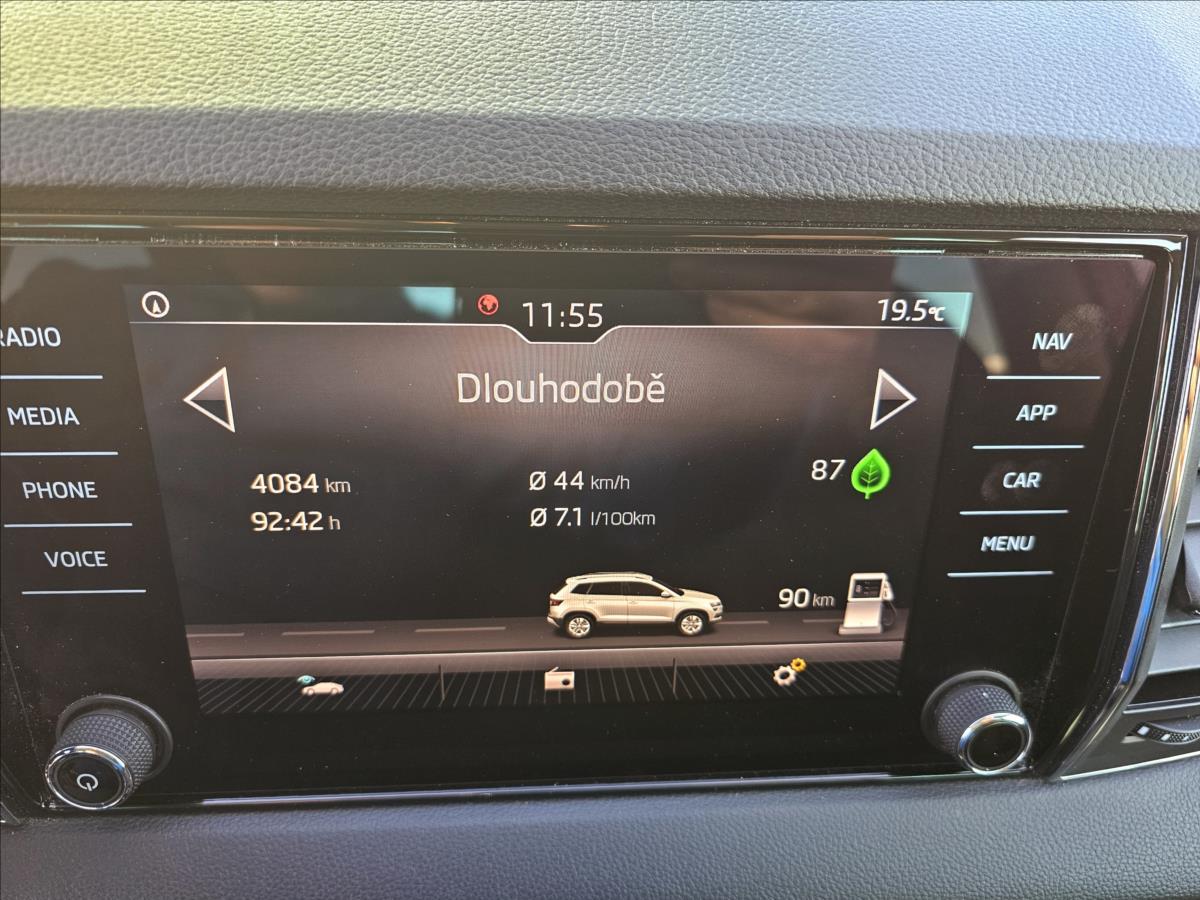 RADIO
MEDIA
PHONE
VOICE
11:55
19.5°C
Dlouhodobě
4084 km
92:42 h
Ø 44 km/h
Ø 7.1 l/100km
87
90 km
NAV
APP
CAR
MENU